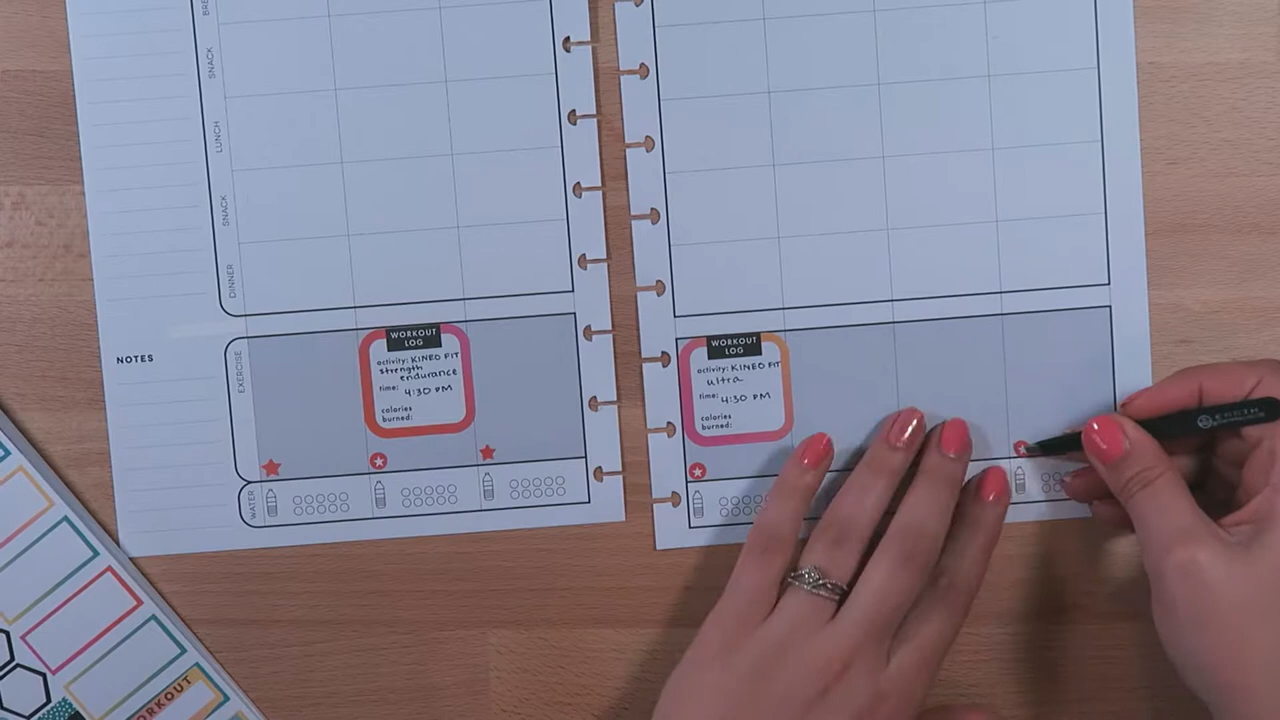 SNACK
LUNCH
SNACK
DINNER
NOTES
EXERCISE
WATER
WORKOUT
LOG
activity: KINEO FIT
strength
endurance
time: 4:30 PM
calories
burned:
WORKOUT
LOG
activity: KINEO FIT
ultra
time: 4:30 PM
calories
burned: